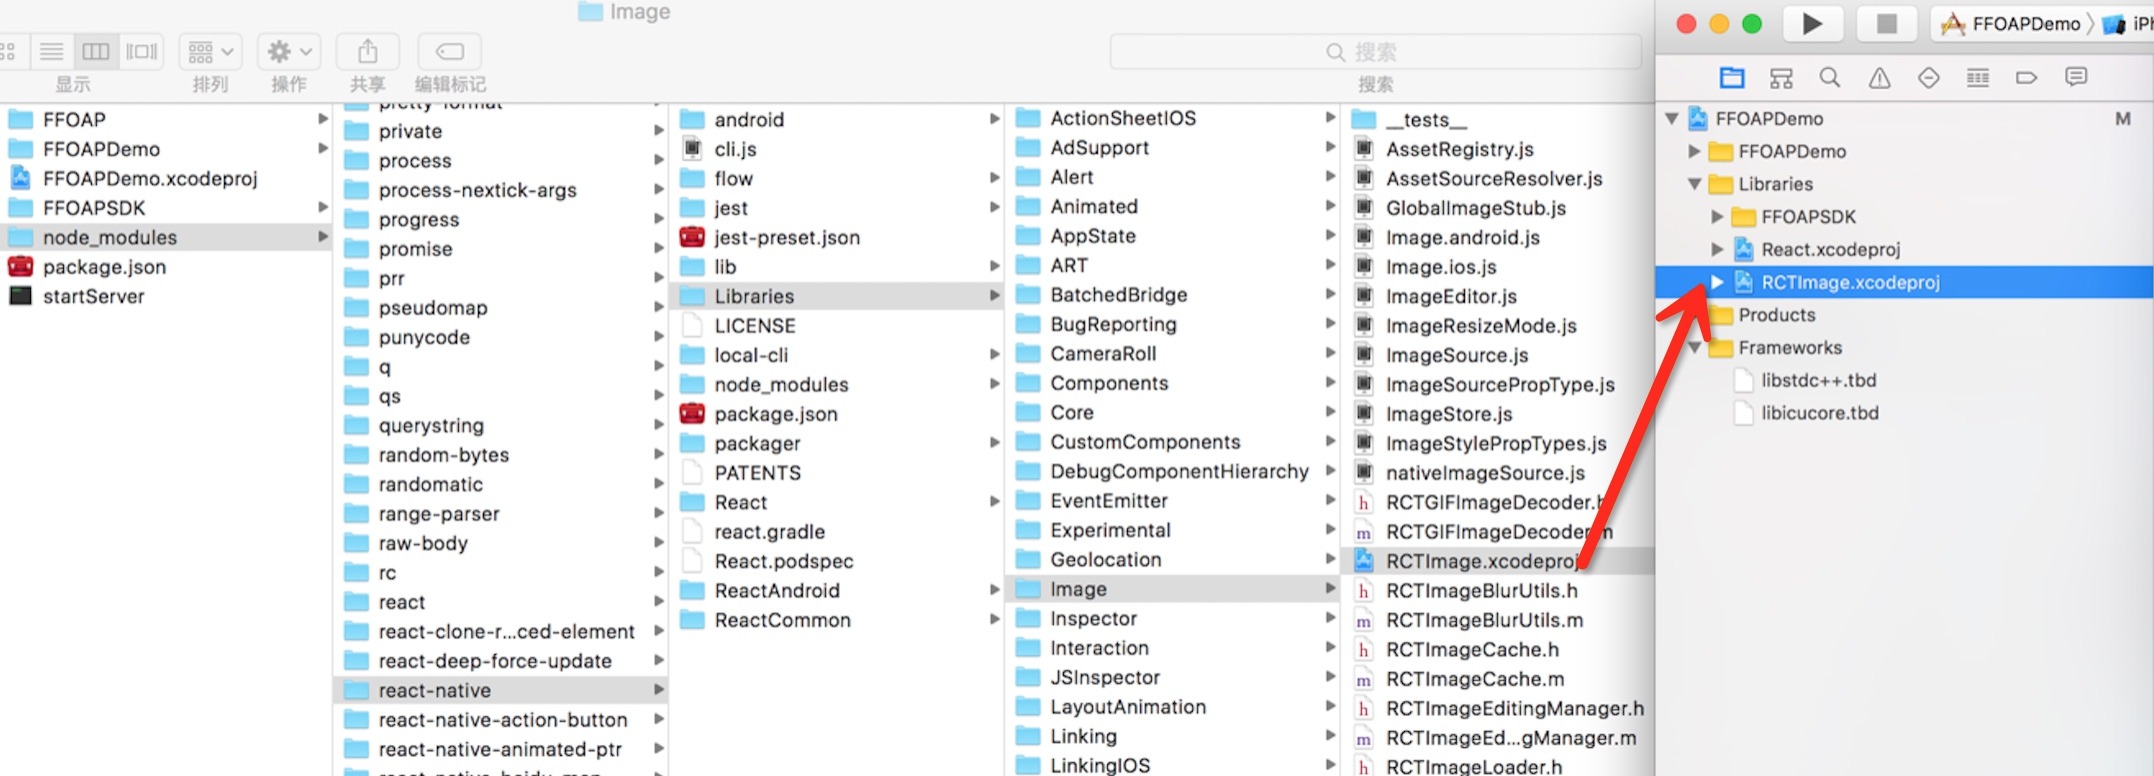 Image
搜索
显示
排列
操作
共享
编辑标记
搜索
FFOAP
FFOAPDemo
FFOAPDemo.xcodeproj
FFOAPSDK
node_modules
package.json
startServer
pretty-format
private
process
process-nextick-args
progress
promise
prr
pseudomap
punycode
q
qs
querystring
random-bytes
randomatic
range-parser
raw-body
rc
react
react-clone-r...ced-element
react-deep-force-update
react-native
react-native-action-button
react-native-animated-ptr
react-native-baidu-map
android
cli.js
flow
jest
jest-preset.json
lib
Libraries
LICENSE
local-cli
node_modules
package.json
packager
PATENTS
React
react.gradle
React.podspec
ReactAndroid
ReactCommon
ActionSheetIOS
AdSupport
Alert
Animated
AppState
ART
BatchedBridge
BugReporting
CameraRoll
Components
Core
CustomComponents
DebugComponentHierarchy
EventEmitter
Experimental
Geolocation
Image
Inspector
Interaction
JSInspector
LayoutAnimation
Linking
LinkingIOS
__tests__
AssetRegistry.js
AssetSourceResolver.js
GlobalImageStub.js
Image.android.js
Image.ios.js
ImageEditor.js
ImageResizeMode.js
ImageSource.js
ImageSourcePropType.js
ImageStore.js
ImageStylePropTypes.js
nativeImageSource.js
RCTGIFImageDecoder.h
RCTGIFImageDecoder.m
RCTImage.xcodeproj
RCTImageBlurUtils.h
RCTImageBlurUtils.m
RCTImageCache.h
RCTImageCache.m
RCTImageEditingManager.h
RCTImageEd...gManager.m
RCTImageLoader.h
FFOAPDemo 〉 iPh
FFOAPDemo M
FFOAPDemo
Libraries
FFOAPSDK
React.xcodeproj
RCTImage.xcodeproj
Products
Frameworks
libstdc++.tbd
libicucore.tbd